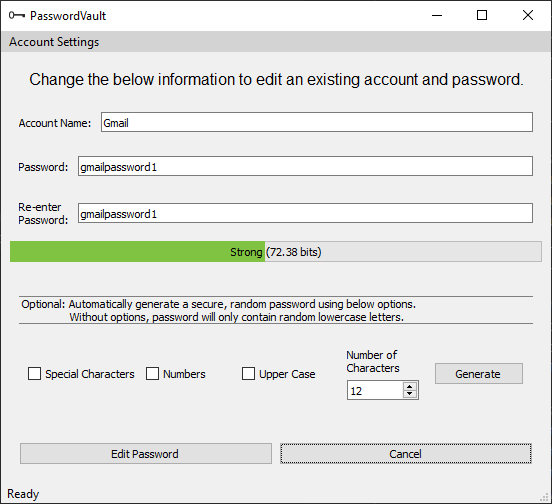 PasswordVault
Account Settings
Change the below information to edit an existing account and password.
Account Name: Gmail
Password: gmailpassword1
Re-enter
Password: gmailpassword1
Strong (72.38 bits)
Optional: Automatically generate a secure, random password using below options.
Without options, password will only contain random lowercase letters.
Number of
Characters
Special Characters Numbers Upper Case 12 Generate
Edit Password Cancel
Ready